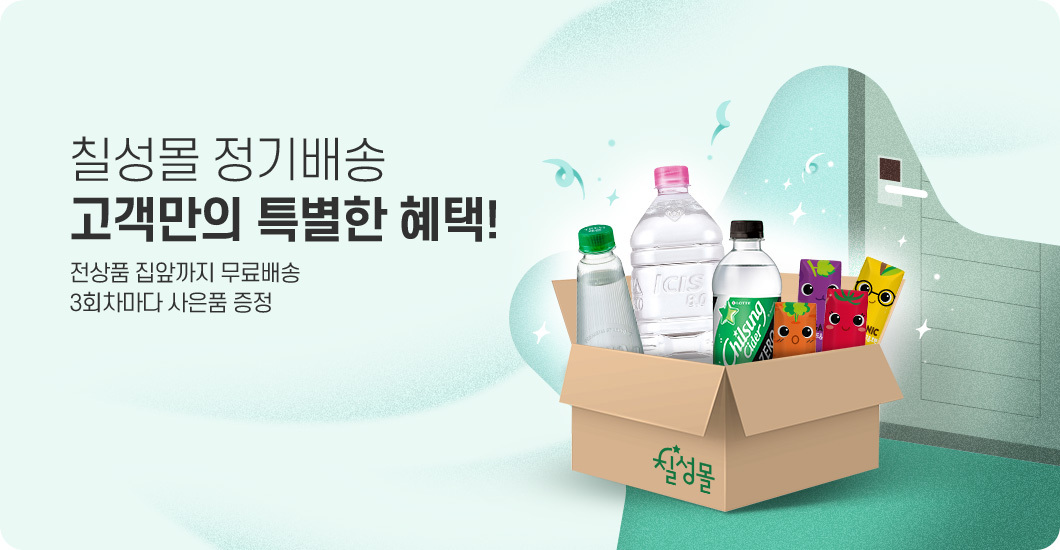 칠성몰 정기배송
고객만의 특별한 혜택!
전상품 집앞까지 무료배송
3회차마다 사은품 증정
LOTTE
Chilsung
Cider
ZERO
칠성몰